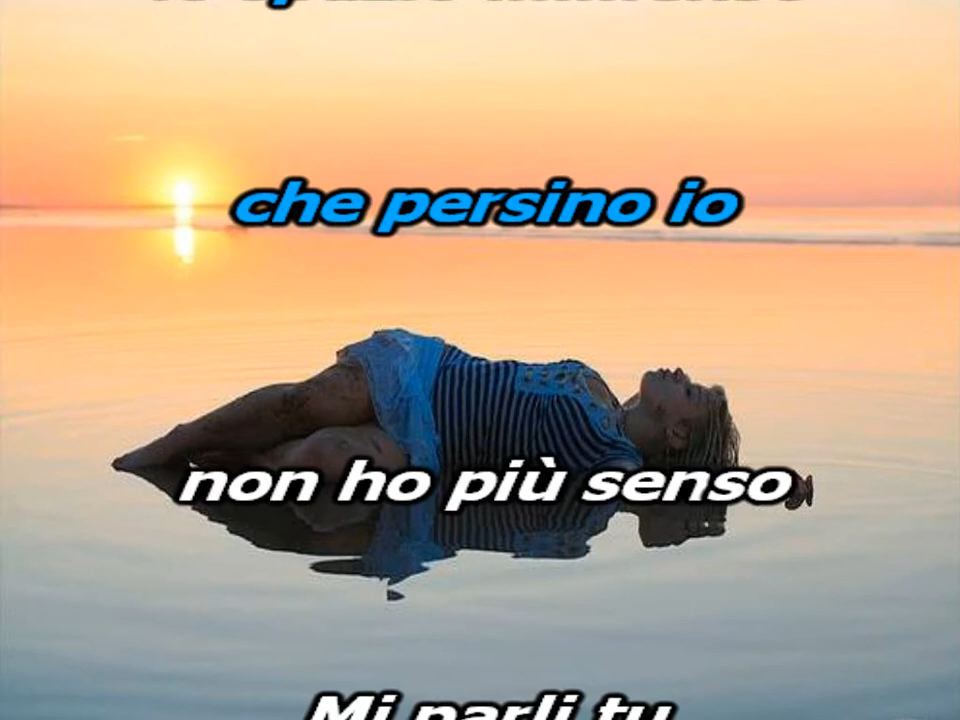 che persino io
non ho più senso
Mi parli tu